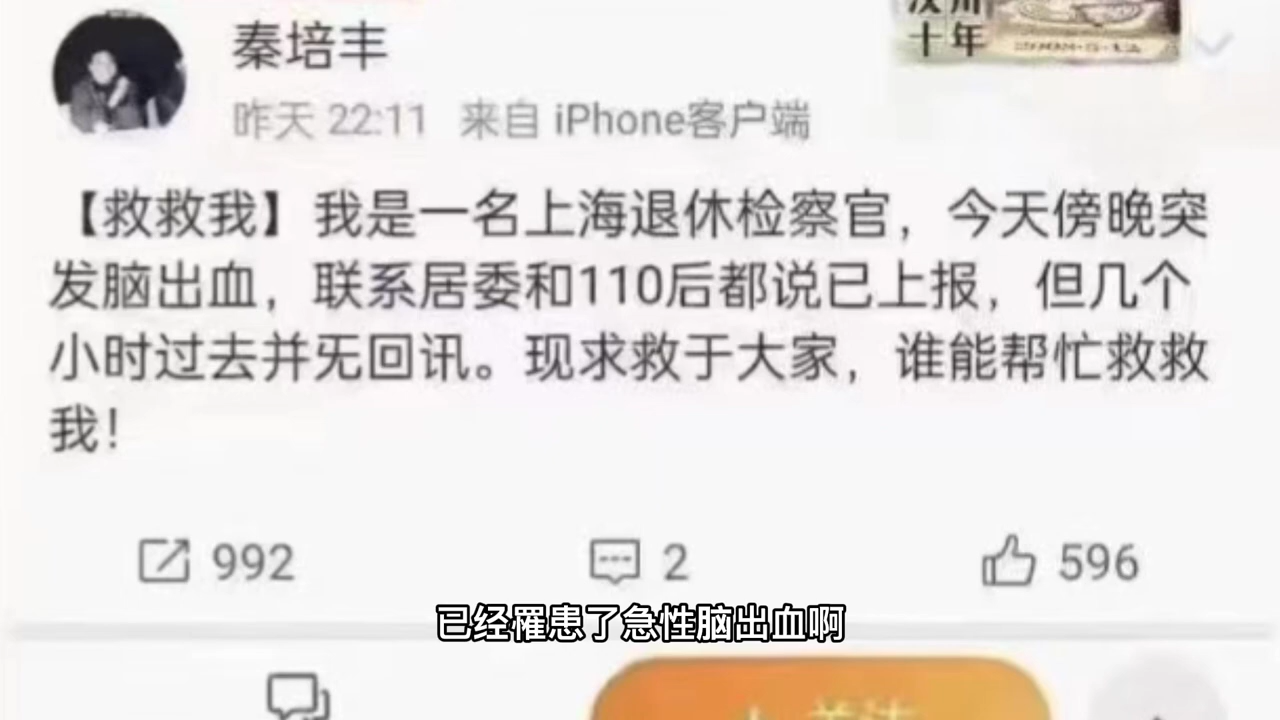 秦培丰
十年
昨天 22:11 来自 iPhone客户端
【救救我】我是一名上海退休检察官，今天傍晚突
发脑出血，联系居委和110后都说已上报，但几个
小时过去并旡回讯。现求救于大家，谁能帮忙救救
我！
992 2 596
已经罹患了急性脑出血啊